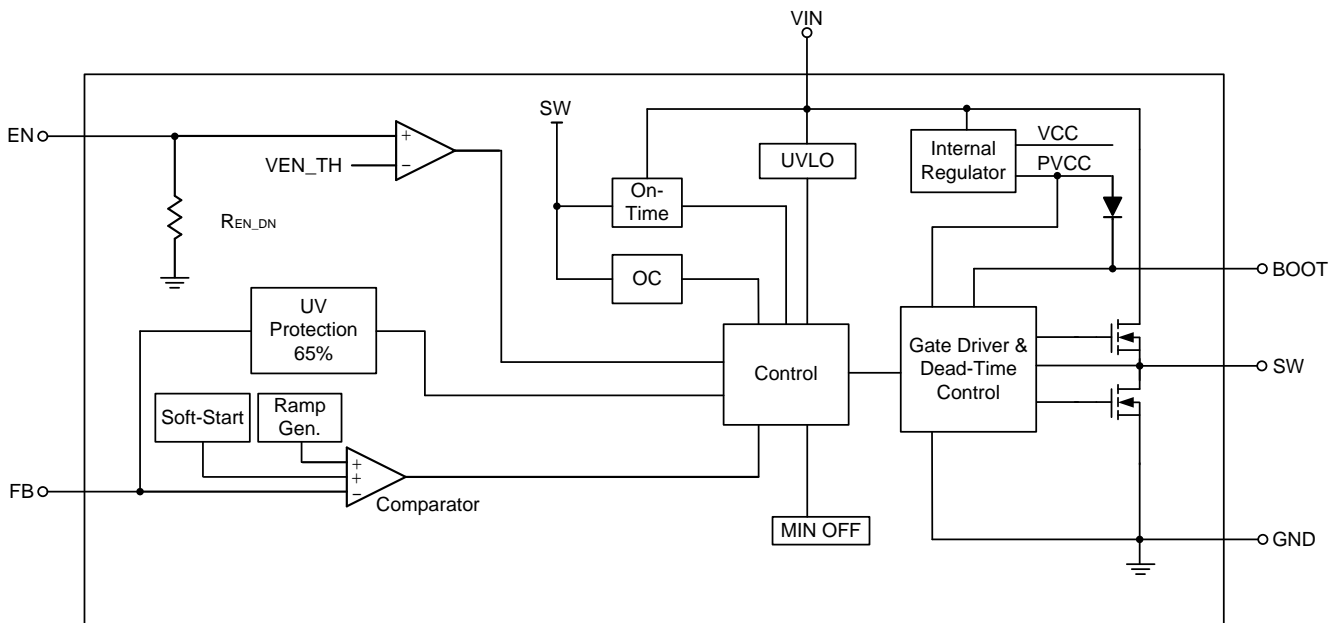 VIN
EN
+
−
VEN_TH
REN_DN
SW
On-
Time
UVLO
Internal
Regulator
VCC
PVCC
OC
BOOT
UV
Protection
65%
Control
Gate Driver &
Dead-Time
Control
SW
Soft-Start
Ramp
Gen.
+
+
−
Comparator
FB
MIN OFF
GND